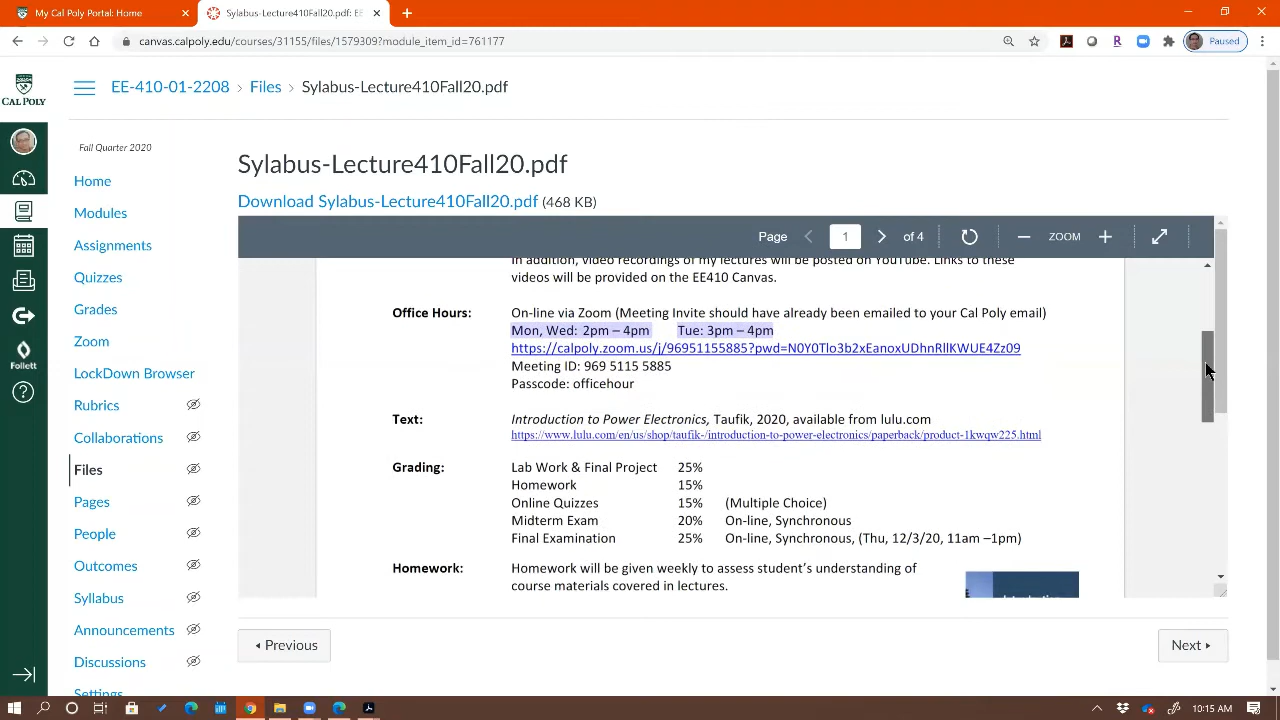 My Cal Poly Portal: Home
Sylabus-Lecture410Fall20.pdf: EE
canvas.calpoly.edu/courses/31155/files/1579309?module_item_id=761177
Paused
CAL POLY
EE-410-01-2208 › Files › Sylabus-Lecture410Fall20.pdf
Fall Quarter 2020
Home
Modules
Assignments
Quizzes
Grades
Zoom
LockDown Browser
Rubrics
Collaborations
Files
Pages
People
Outcomes
Syllabus
Announcements
Discussions
Settings
Follett
Sylabus-Lecture410Fall20.pdf
Download Sylabus-Lecture410Fall20.pdf (468 KB)
Page 1 of 4 ZOOM
In addition, video recordings of my lectures will be posted on YouTube. Links to these
videos will be provided on the EE410 Canvas.
Office Hours: On-line via Zoom (Meeting Invite should have already been emailed to your Cal Poly email)
Mon, Wed: 2pm – 4pm Tue: 3pm – 4pm
https://calpoly.zoom.us/j/96951155885?pwd=N0Y0Tlo3b2xEanoxUDhnRllKWUE4Zz09
Meeting ID: 969 5115 5885
Passcode: officehour
Text: Introduction to Power Electronics, Taufik, 2020, available from lulu.com
https://www.lulu.com/en/us/shop/taufik-/introduction-to-power-electronics/paperback/product-1kwqw225.html
Grading: Lab Work & Final Project 25%
Homework 15%
Online Quizzes 15% (Multiple Choice)
Midterm Exam 20% On-line, Synchronous
Final Examination 25% On-line, Synchronous, (Thu, 12/3/20, 11am –1pm)
Homework: Homework will be given weekly to assess student's understanding of
course materials covered in lectures.
Previous
Next
10:15 AM